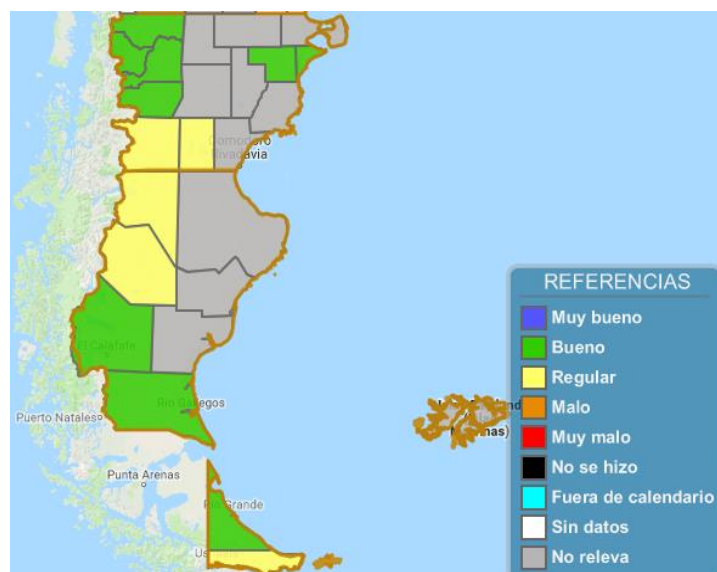 Comodoro
Rivadavia
REFERENCIAS
Muy bueno
Bueno
Regular
Malo
Muy malo
No se hizo
Fuera de calendario
Sin datos
No releva
El Calafate
Río Gallegos
Puerto Natales
Punta Arenas
Río Grande